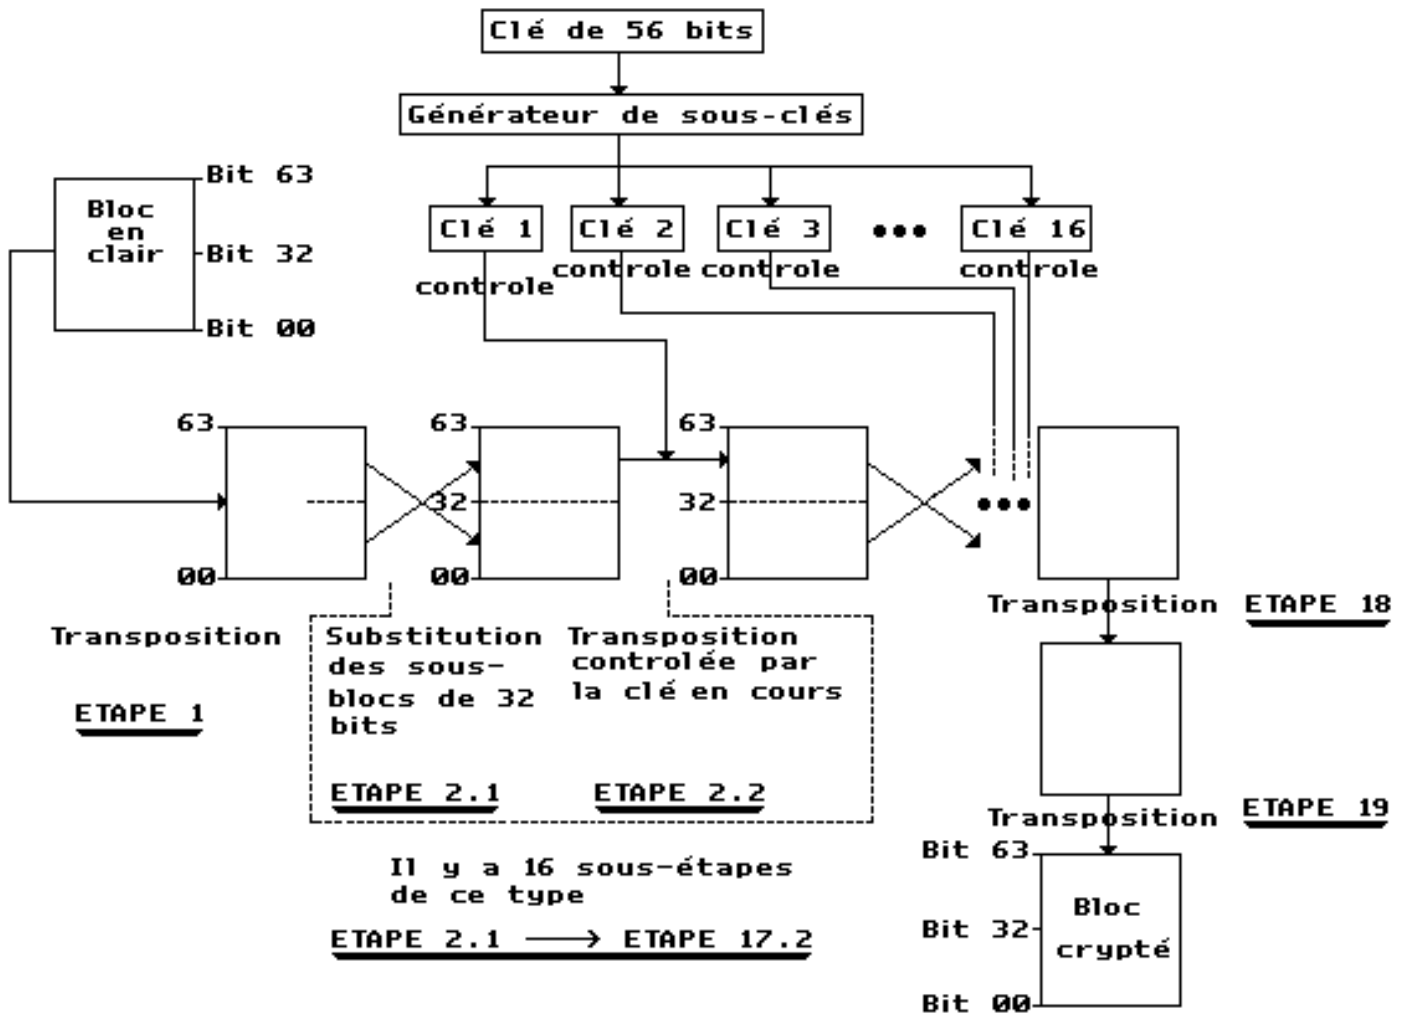 Clé de 56 bits
Générateur de sous-clés
Bit 63
Bloc
en
clair
Bit 32
Bit 00
Clé 1
Clé 2
Clé 3
●●●
Clé 16
controle
controle
controle
controle
63
63
63
32
32
●●●
00
00
00
Transposition
ETAPE 1
Substitution
des sous-
blocs de 32
bits
Transposition
controlée par
la clé en cours
ETAPE 2.1
ETAPE 2.2
Il y a 16 sous-étapes
de ce type
ETAPE 2.1 → ETAPE 17.2
Transposition
ETAPE 18
Transposition
ETAPE 19
Bit 63
Bloc
Bit 32
crypté
Bit 00